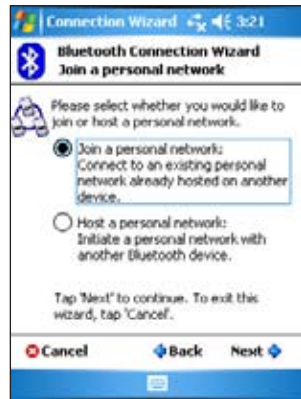 Connection Wizard 3:21
Bluetooth Connection Wizard
Join a personal network
Please select whether you would like to
join or host a personal network.
Join a personal network:
Connect to an existing personal
network already hosted on another
device.
Host a personal network:
Initiate a personal network with
another Bluetooth device.
Tap 'Next' to continue. To exit this
wizard, tap 'Cancel'.
Cancel Back Next